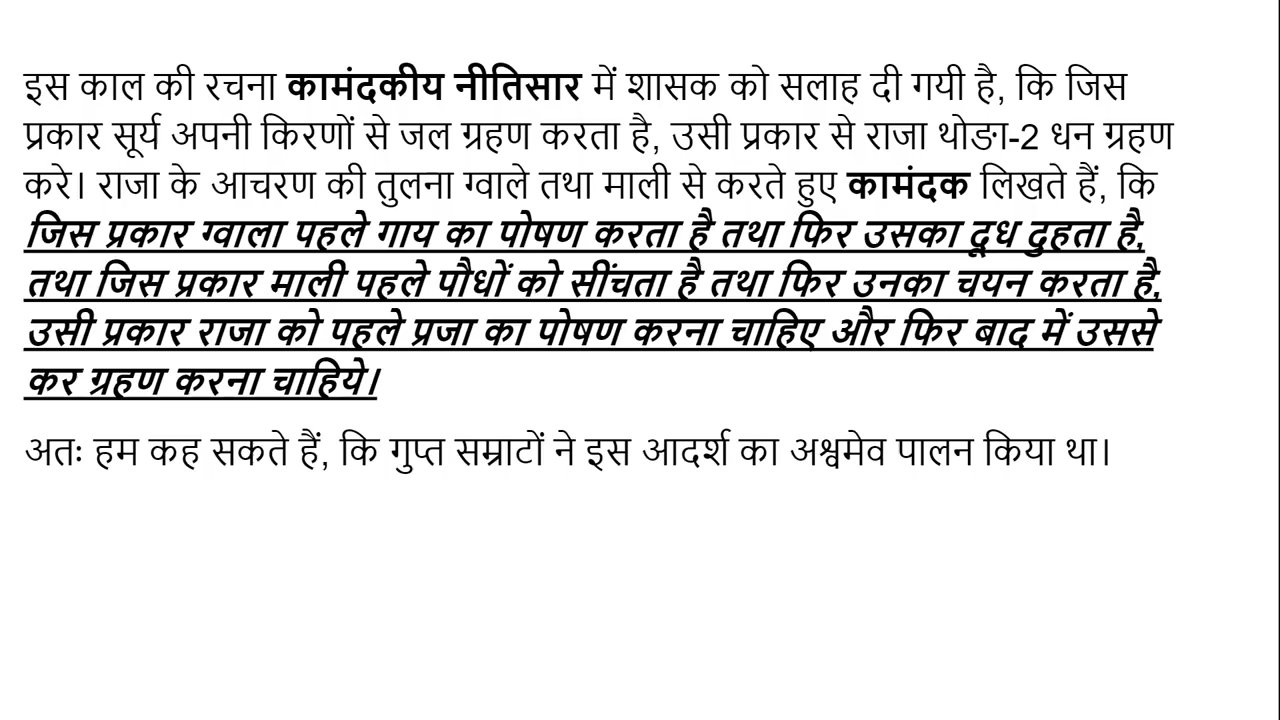 इस काल की रचना कामंदकीय नीतिसार में शासक को सलाह दी गयी है, कि जिस
प्रकार सूर्य अपनी किरणों से जल ग्रहण करता है, उसी प्रकार से राजा थोङा-2 धन ग्रहण
करे। राजा के आचरण की तुलना ग्वाले तथा माली से करते हुए कामंदक लिखते हैं, कि
जिस प्रकार ग्वाला पहले गाय का पोषण करता है तथा फिर उसका दूध दुहता है,
तथा जिस प्रकार माली पहले पौधों को सींचता है तथा फिर उनका चयन करता है,
उसी प्रकार राजा को पहले प्रजा का पोषण करना चाहिए और फिर बाद में उससे
कर ग्रहण करना चाहिये।
अतः हम कह सकते हैं, कि गुप्त सम्राटों ने इस आदर्श का अश्वमेव पालन किया था।